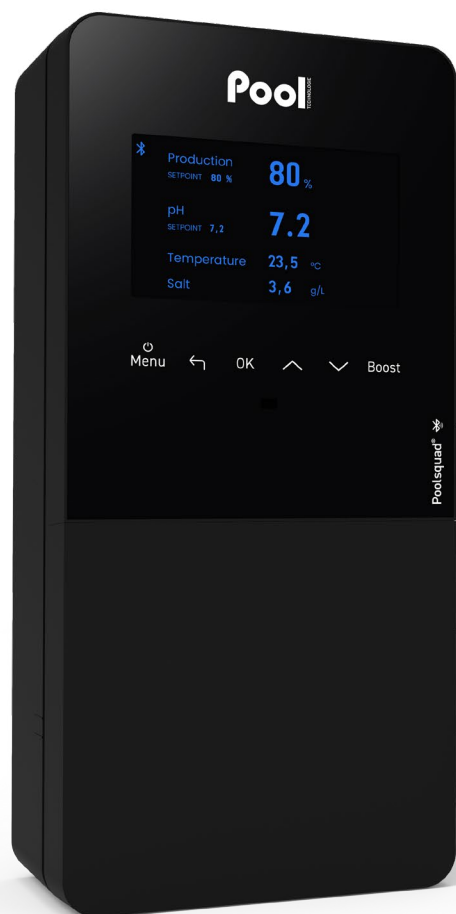 Pool
TECHNOLOGIE
Production
SETPOINT 80 %
80 %
pH
SETPOINT 7,2
7.2
Temperature 23,5 °C
Salt 3,6 g/L
Menu OK Boost
Poolsquad®